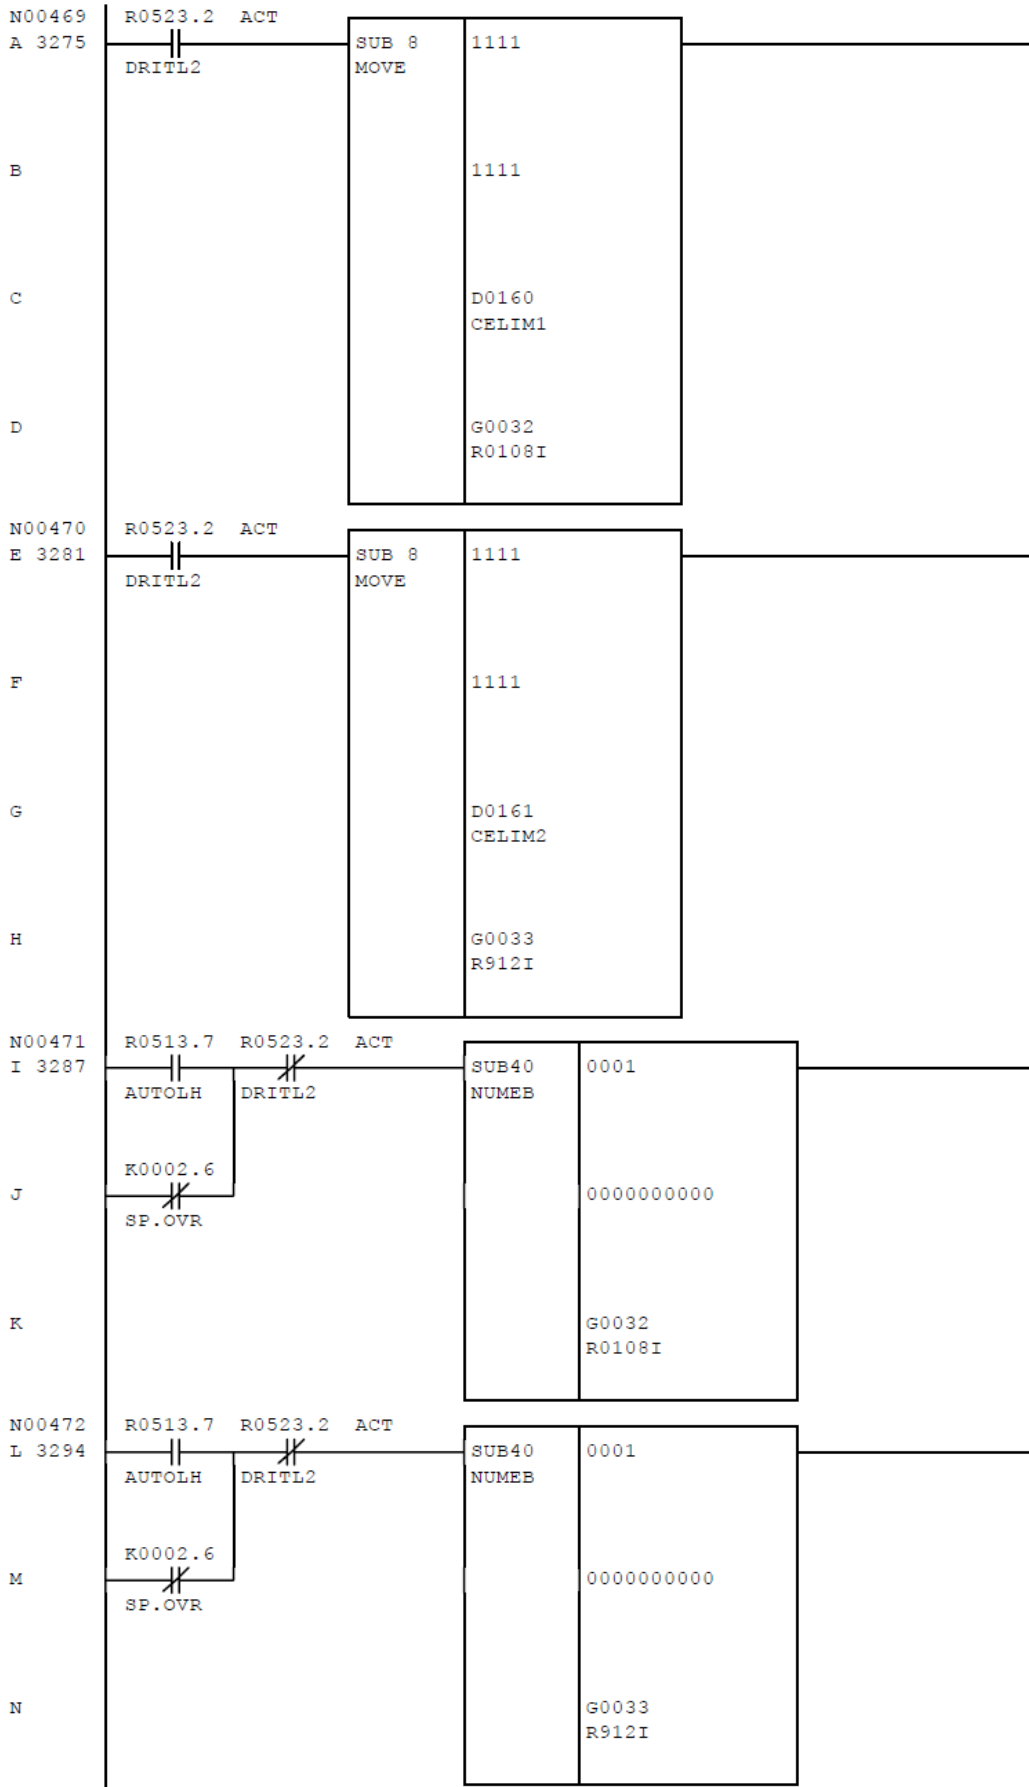 N00469 R0523.2 ACT
A 3275 SUB 8 1111
DRITL2 MOVE
B 1111
C D0160
CELIM1
D G0032
R0108I
N00470 R0523.2 ACT
E 3281 SUB 8 1111
DRITL2 MOVE
F 1111
G D0161
CELIM2
H G0033
R912I
N00471 R0513.7 R0523.2 ACT
I 3287 SUB40 0001
AUTOLH DRITL2 NUMEB
K0002.6
J 0000000000
SP.OVR
K G0032
R0108I
N00472 R0513.7 R0523.2 ACT
L 3294 SUB40 0001
AUTOLH DRITL2 NUMEB
K0002.6
M 0000000000
SP.OVR
N G0033
R912I